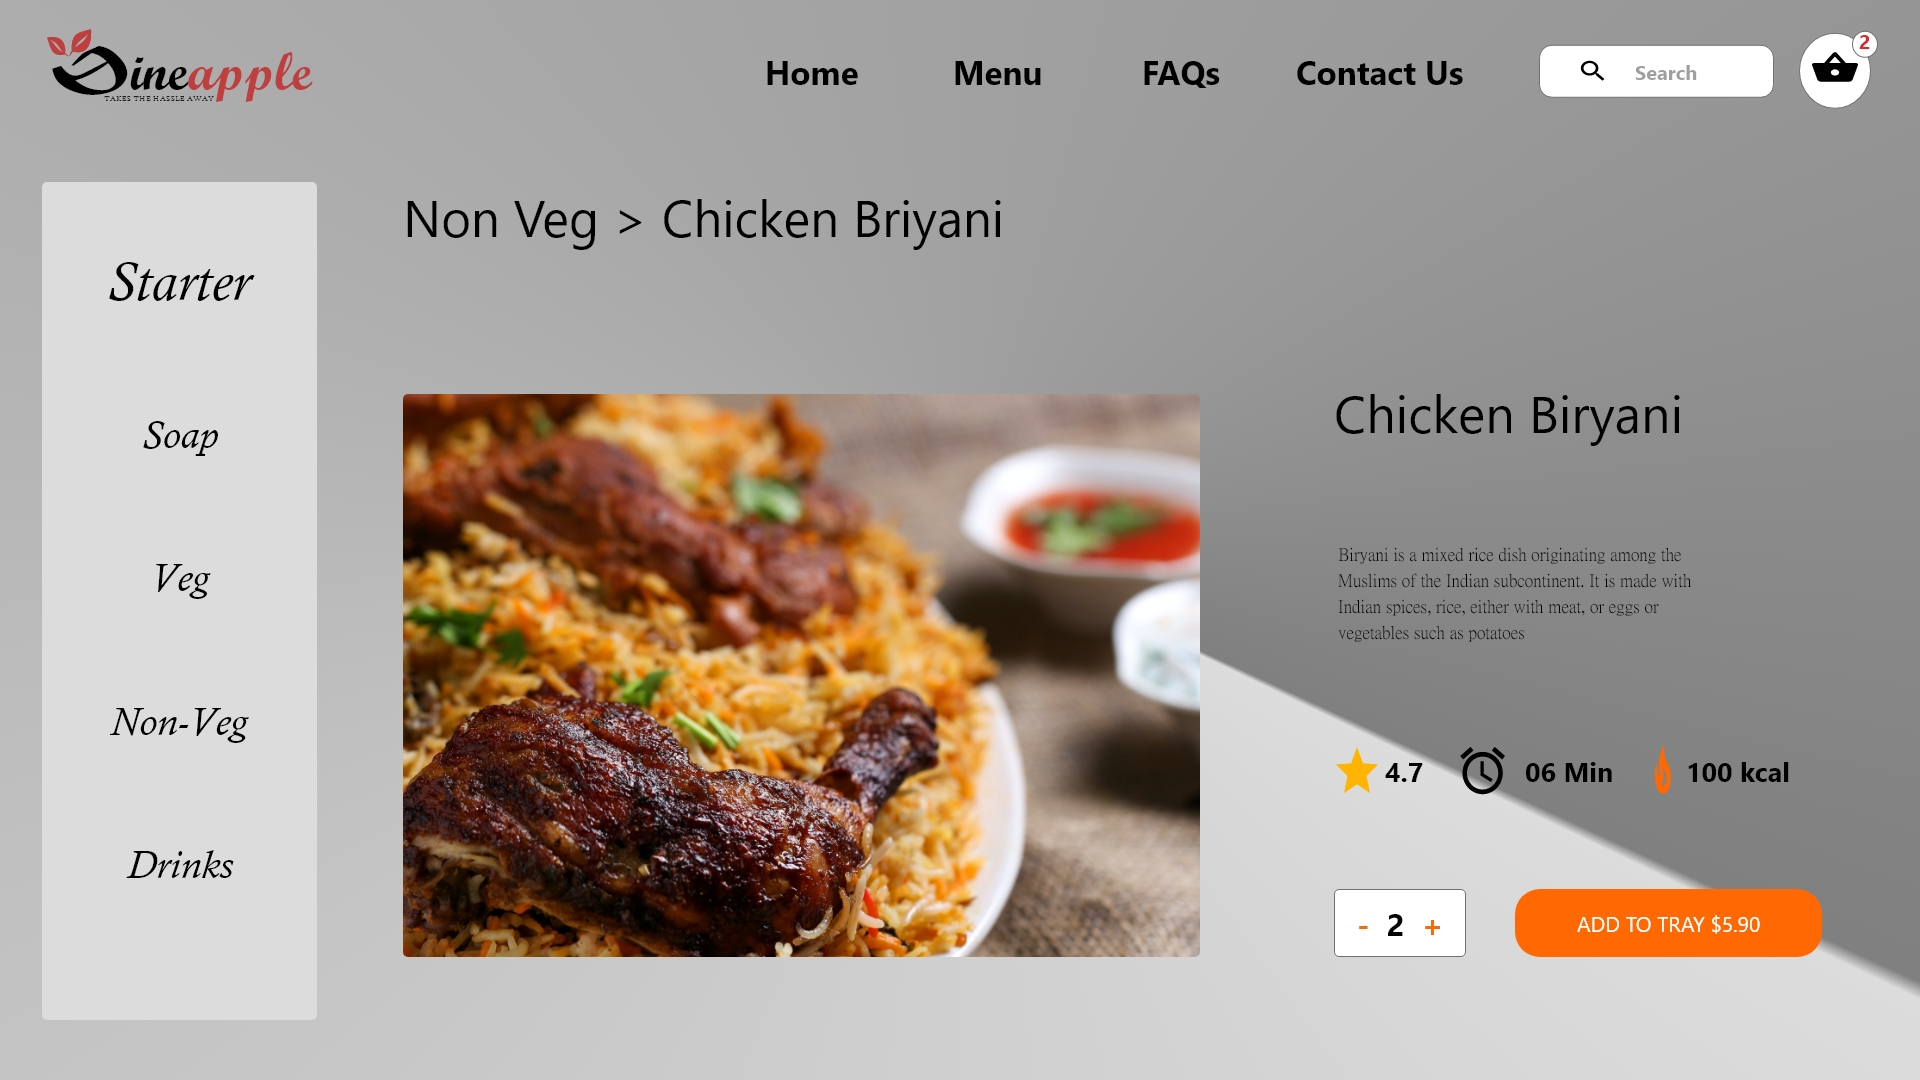 Dineapple
TAKES THE HASSLE AWAY
Home
Menu
FAQs
Contact Us
Search
2
Starter
Soap
Veg
Non-Veg
Drinks
Non Veg > Chicken Briyani
Chicken Biryani
Biryani is a mixed rice dish originating among the
Muslims of the Indian subcontinent. It is made with
Indian spices, rice, either with meat, or eggs or
vegetables such as potatoes
4.7
06 Min
100 kcal
- 2 +
ADD TO TRAY $5.90